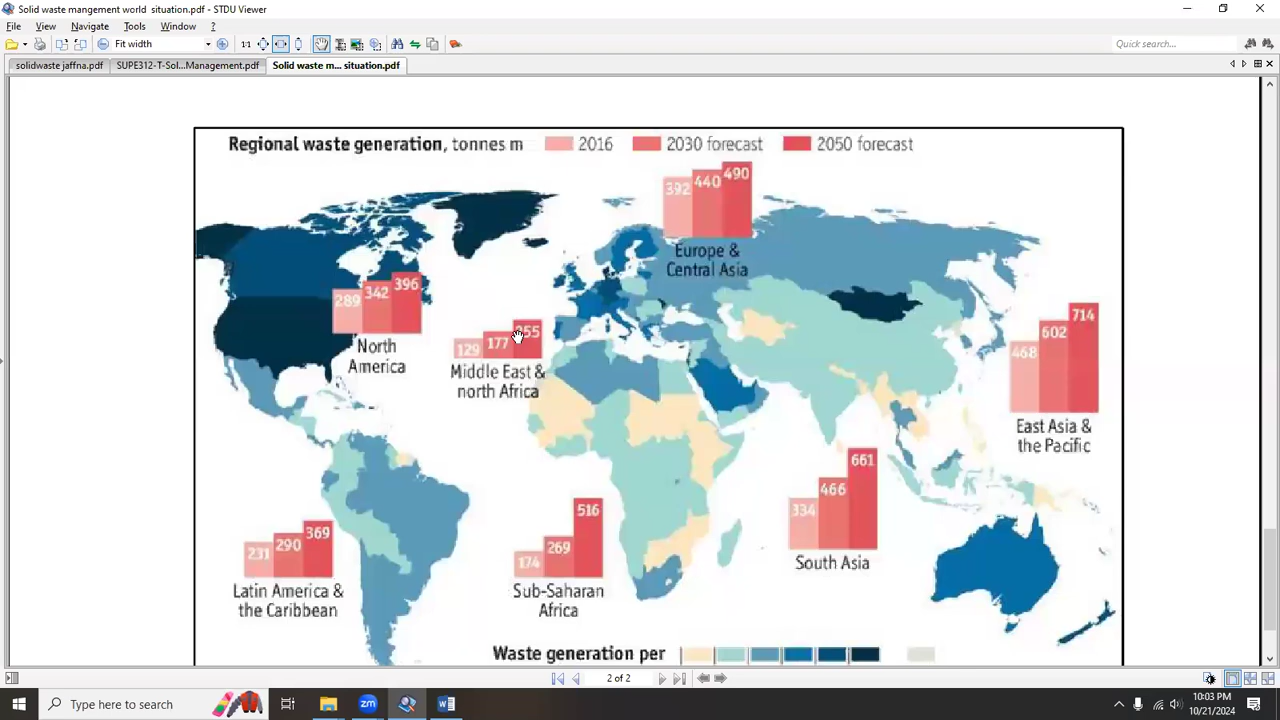 Solid waste mangement world situation.pdf - STDU Viewer
File View Navigate Tools Window ?
Fit width
1:1
Quick search...
solidwaste jaffna.pdf SUPE312-T-Sol...Management.pdf Solid waste m... situation.pdf
Regional waste generation, tonnes m 2016 2030 forecast 2050 forecast
392 440 490
Europe &
Central Asia
289 342 396
North
America
129 177
Middle East &
north Africa
468 602 714
East Asia &
the Pacific
334 466 661
South Asia
231 290 369
Latin America &
the Caribbean
174 269 516
Sub-Saharan
Africa
Waste generation per
2 of 2
Type here to search
zm
W
10:03 PM
10/21/2024